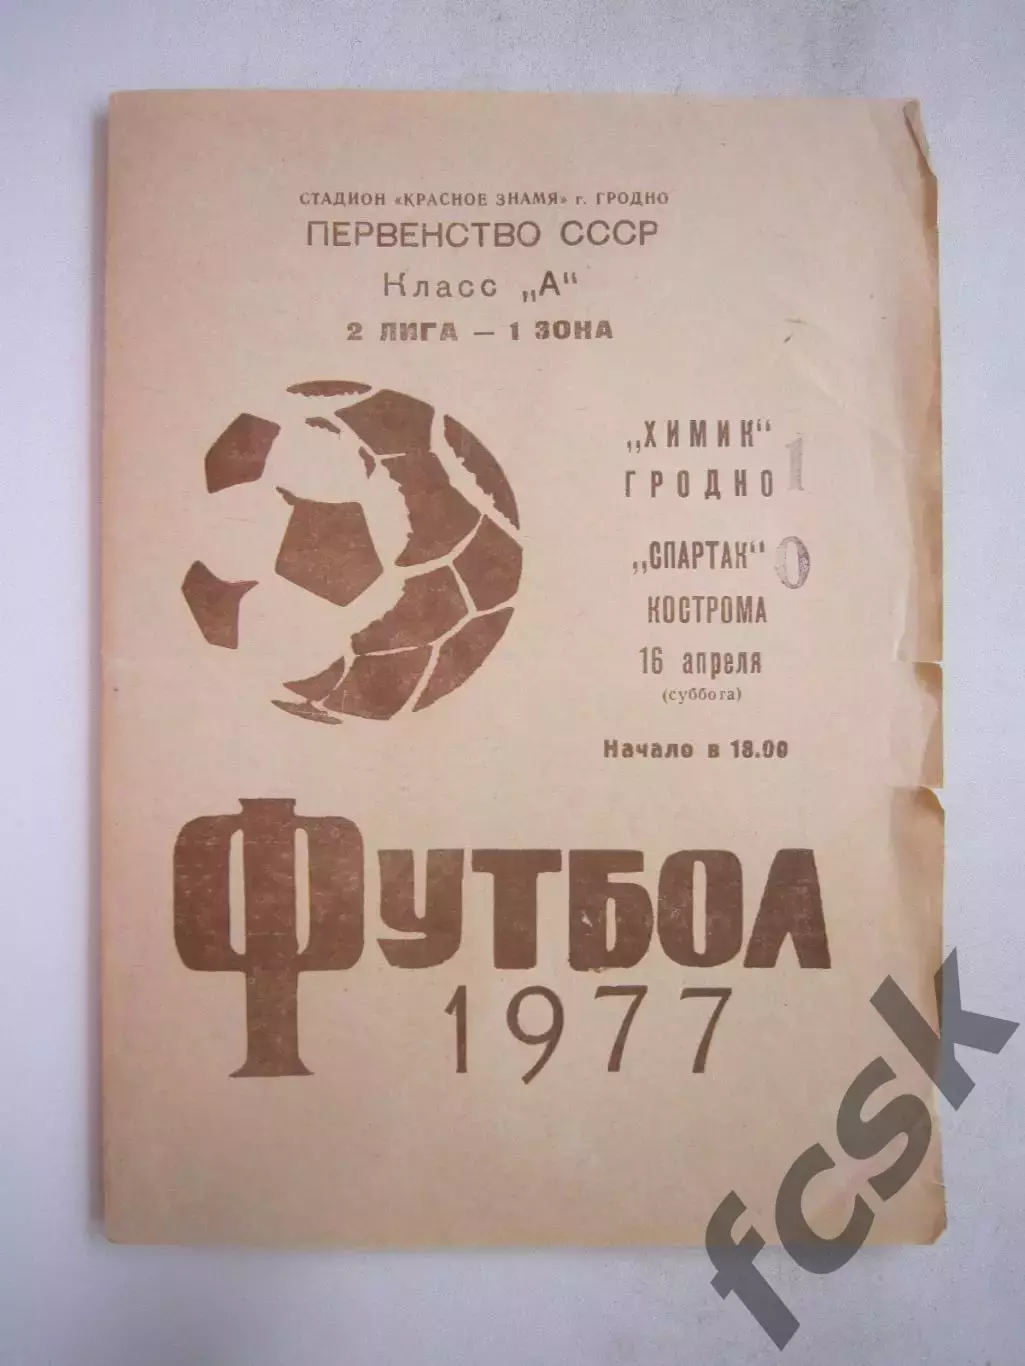 СТАДИОН «КРАСНОЕ ЗНАМЯ» г. ГРОДНО
ПЕРВЕНСТВО СССР
Класс „А“
2 ЛИГА — 1 ЗОНА
„ХИМИК“ 1
ГРОДНО
„СПАРТАК“ 0
КОСТРОМА
16 апреля
(суббота)
Начало в 18.00
ФУТБОЛ
1977
fcsk